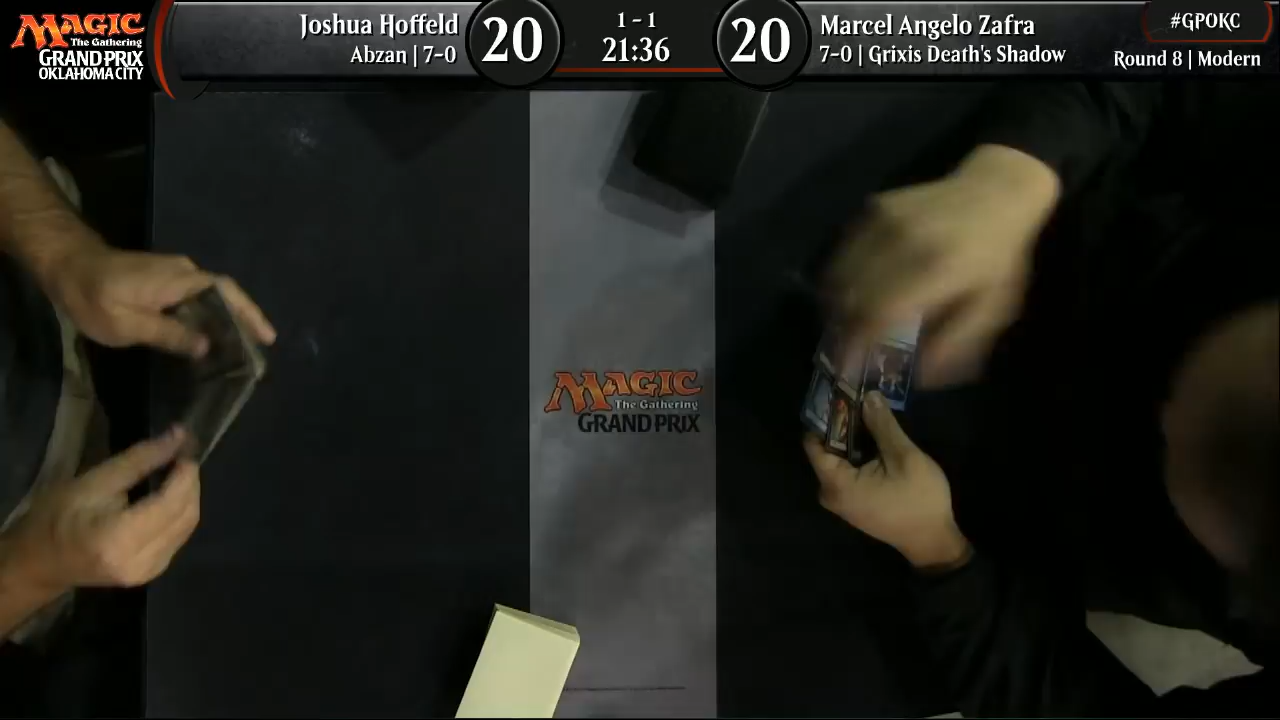 MAGIC
The Gathering
GRAND PRIX
OKLAHOMA CITY
Joshua Hoffeld
Abzan | 7-0
20
1 - 1
21:36
20
Marcel Angelo Zafra
7-0 | Grixis Death's Shadow
#GPOKC
Round 8 | Modern
MAGIC
The Gathering
GRAND PRIX